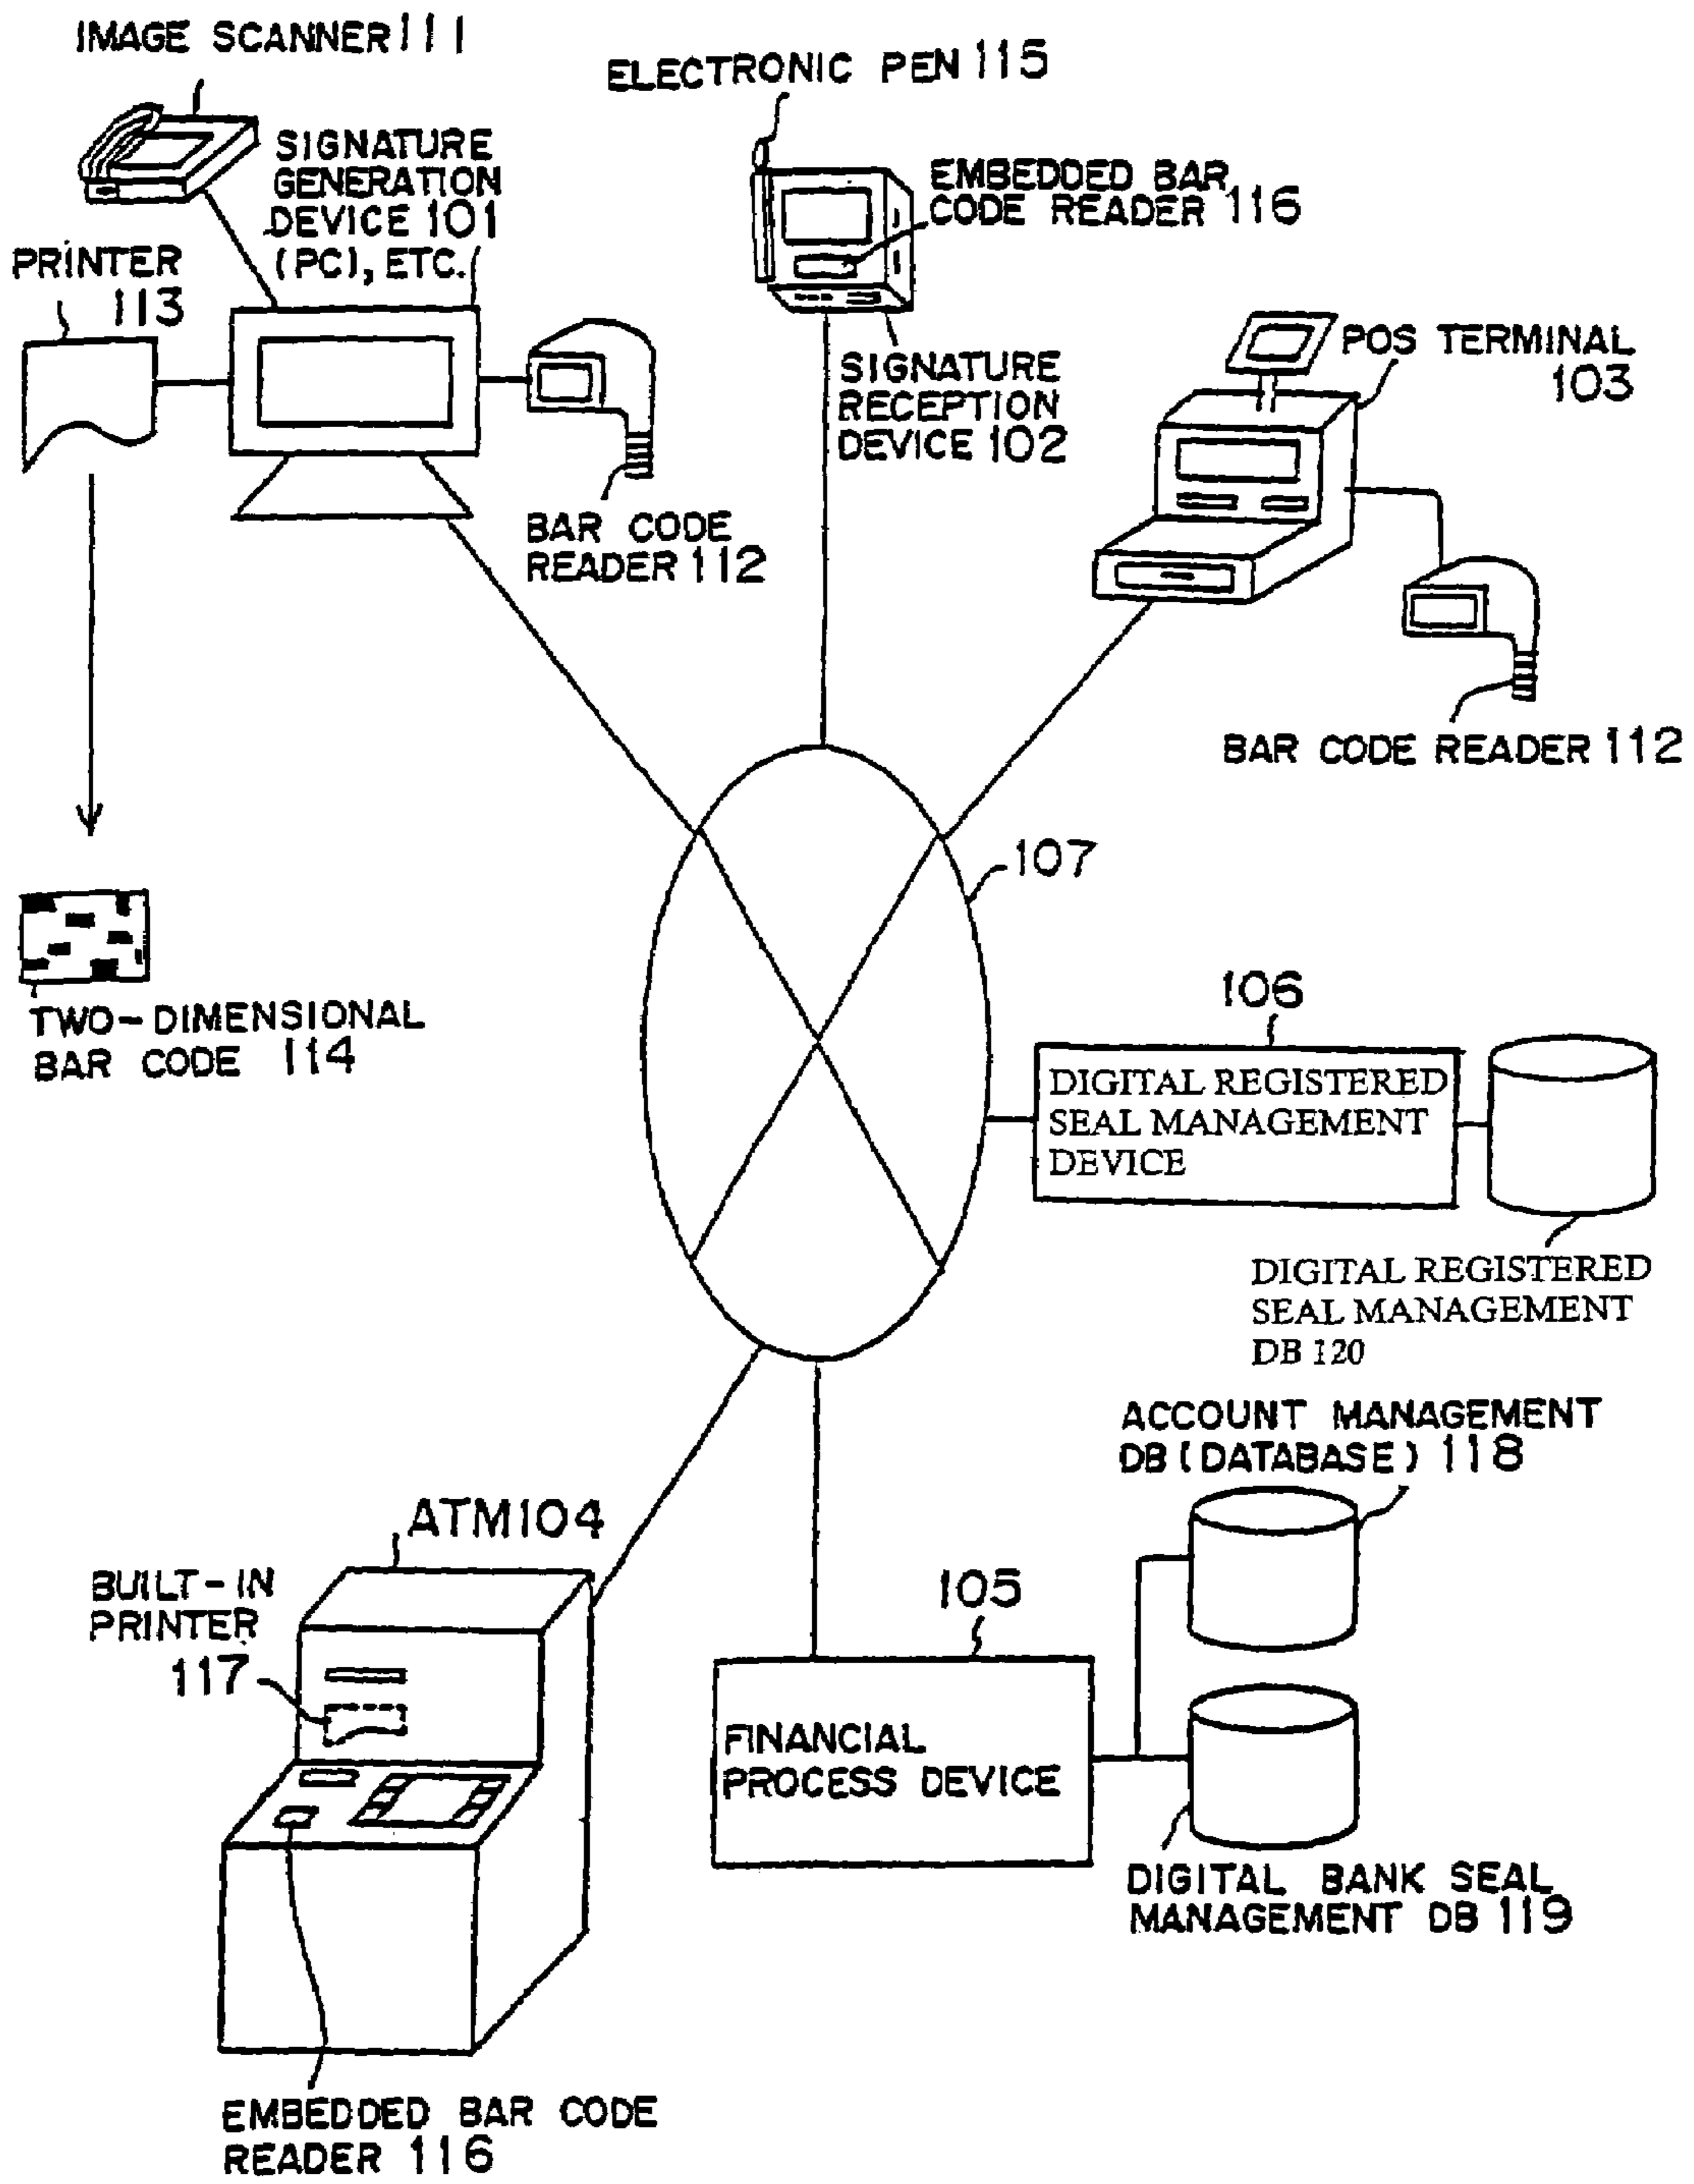 IMAGE SCANNER 111
ELECTRONIC PEN 115
SIGNATURE
GENERATION
DEVICE 101
(PC), ETC.
EMBEDDED BAR
CODE READER 116
PRINTER
113
POS TERMINAL
103
SIGNATURE
RECEPTION
DEVICE 102
BAR CODE
READER 112
BAR CODE READER 112
107
TWO-DIMENSIONAL
BAR CODE 114
106
DIGITAL REGISTERED
SEAL MANAGEMENT
DEVICE
DIGITAL REGISTERED
SEAL MANAGEMENT
DB 120
ACCOUNT MANAGEMENT
DB (DATABASE) 118
ATM 104
BUILT-IN
PRINTER
117
105
FINANCIAL
PROCESS DEVICE
DIGITAL BANK SEAL
MANAGEMENT DB 119
EMBEDDED BAR CODE
READER 116